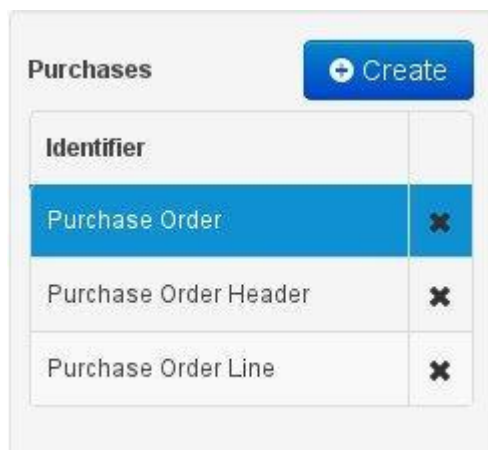 Purchases
Create
Identifier
Purchase Order
Purchase Order Header
Purchase Order Line